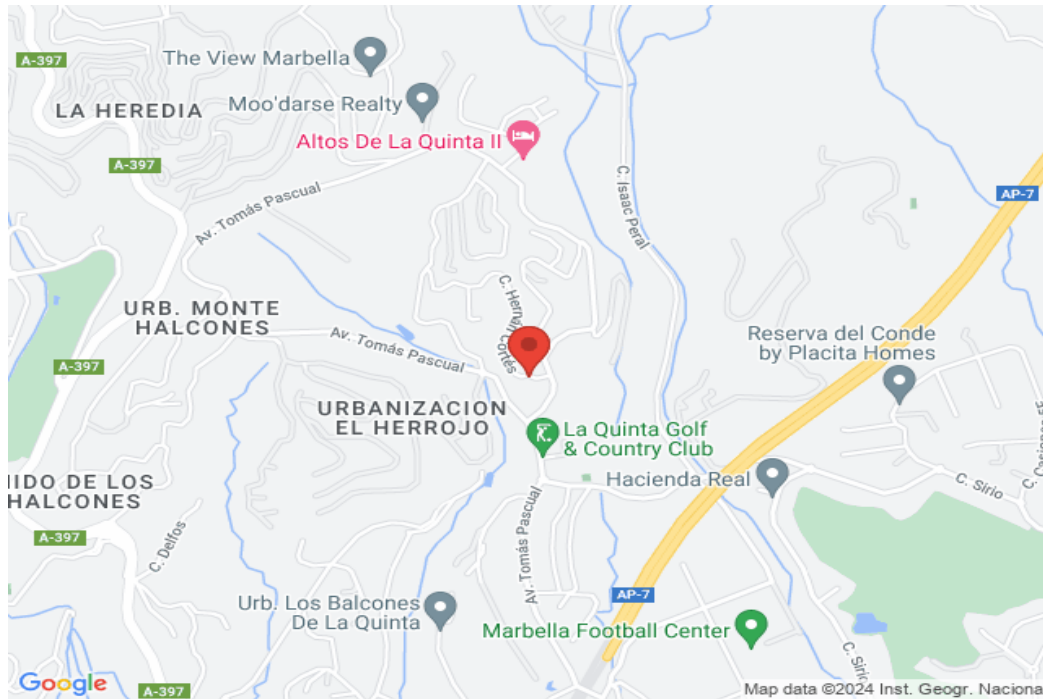 A-397
The View Marbella
LA HEREDIA
Moo'darse Realty
Altos De La Quinta II
A-397
C. Isaac Peral
AP-7
Av. Tomás Pascual
C. Hernán Cortés
URB. MONTE
HALCONES
Av. Tomás Pascual
Reserva del Conde
by Placita Homes
A-397
URBANIZACION
EL HERROJO
La Quinta Golf
& Country Club
Hacienda Real
NIDO DE LOS
HALCONES
C. Sirio
A-397
C. Delfos
Av. Tomás Pascual
Urb. Los Balcones
De La Quinta
AP-7
Marbella Football Center
C. Sirio
Google
A-397
Map data ©2024 Inst. Geogr. Naciona